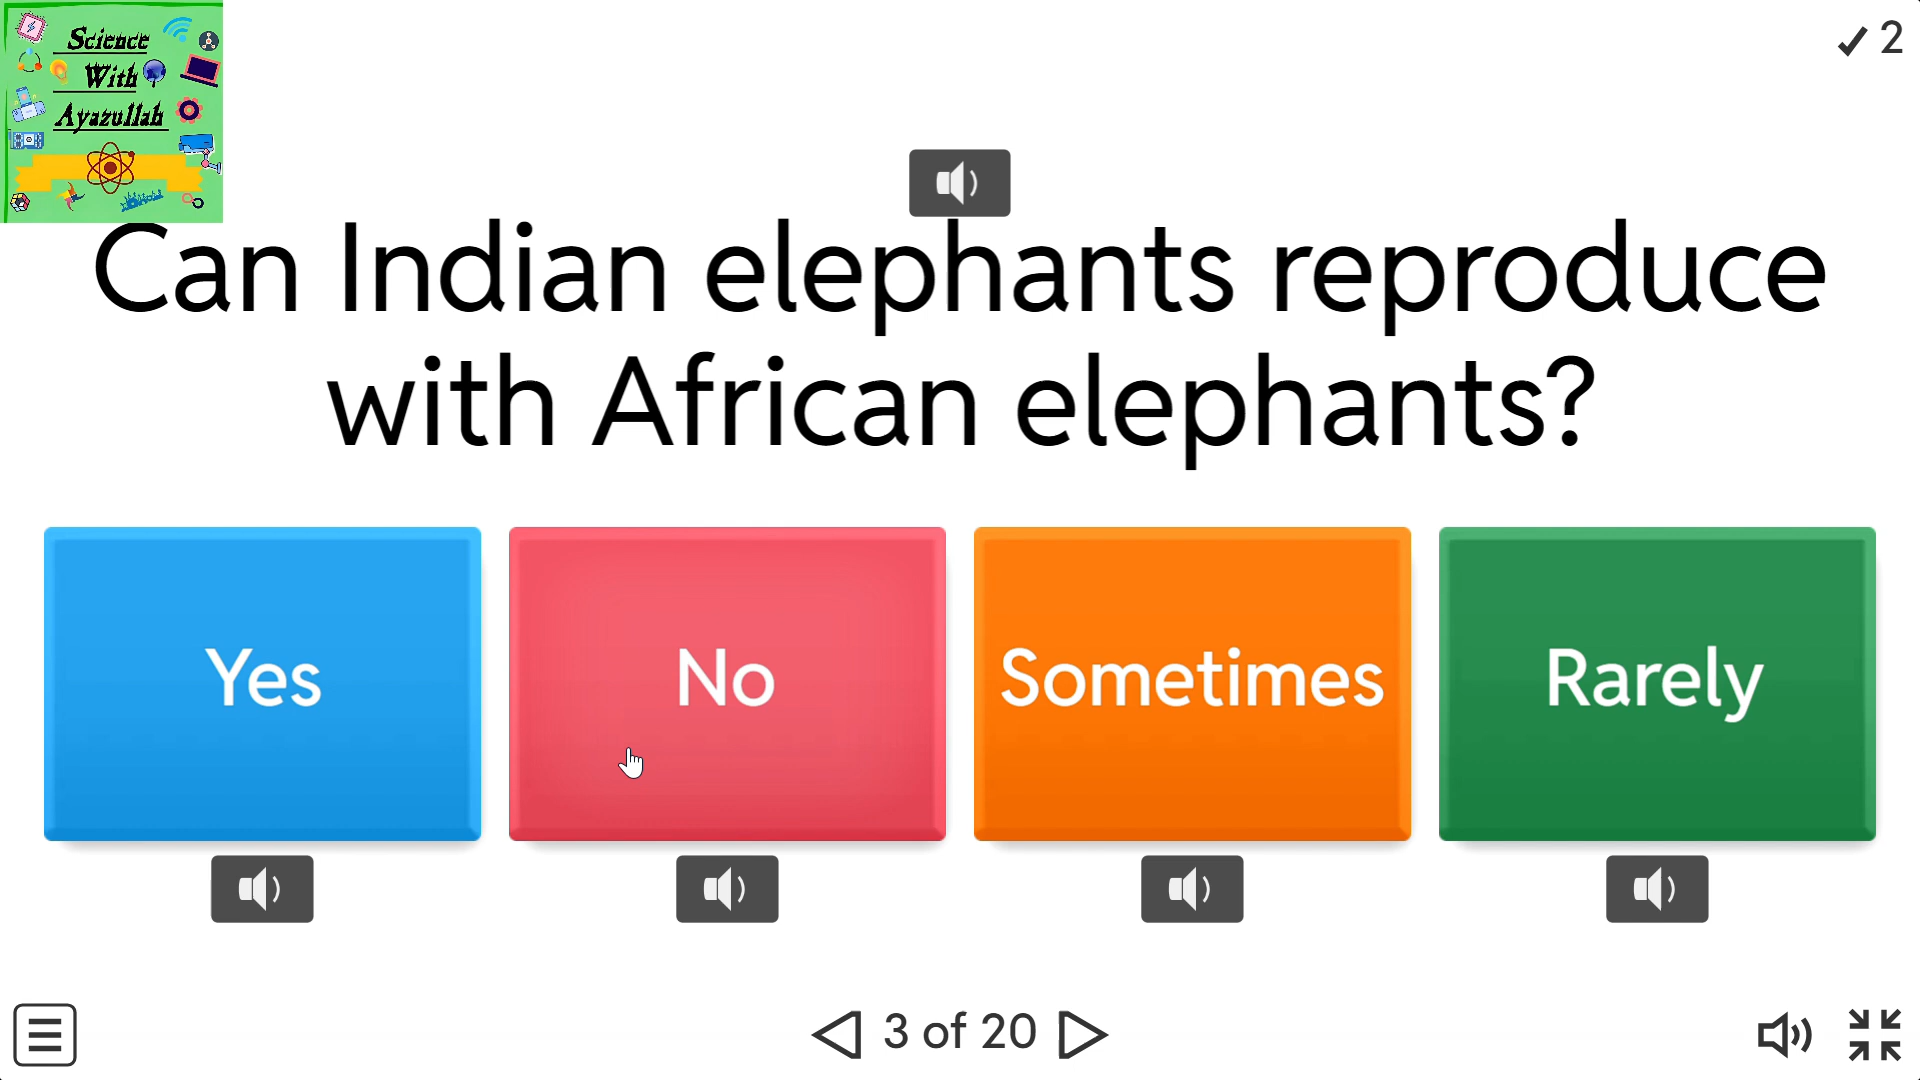 Science
With
Ayazullah
2
Can Indian elephants reproduce
with African elephants?
Yes
No
Sometimes
Rarely
3 of 20